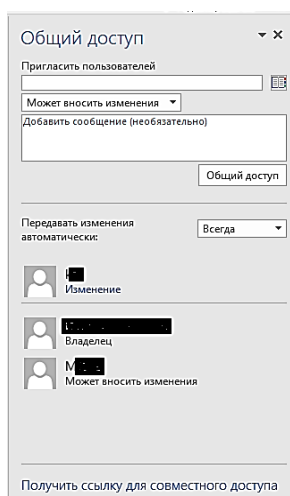 Общий доступ
Пригласить пользователей
Может вносить изменения
Добавить сообщение (необязательно)
Общий доступ
Передавать изменения
автоматически:
Всегда
Изменение
Владелец
Может вносить изменения
Получить ссылку для совместного доступа